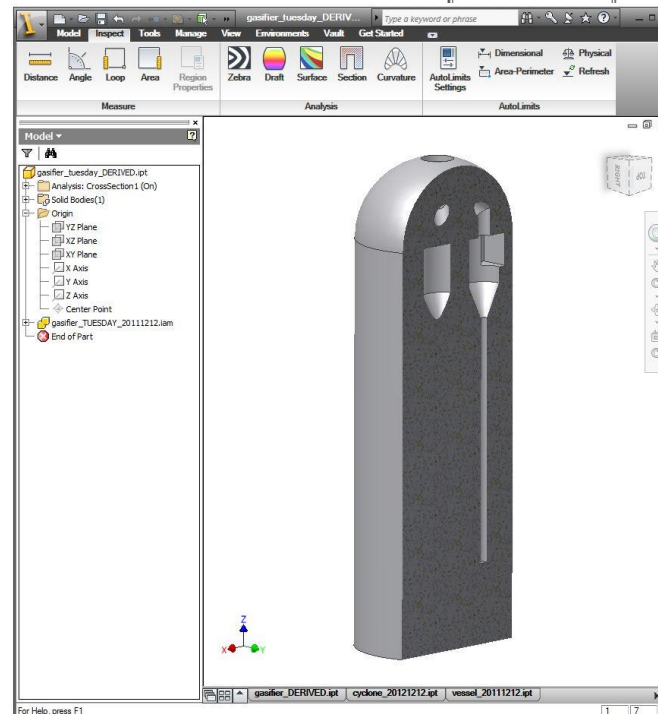 gasifier_tuesday_DERIV...
Type a keyword or phrase
Model Inspect Tools Manage View Environments Vault Get Started
Distance Angle Loop Area Region Properties
Zebra Draft Surface Section Curvature
AutoLimits Settings
Dimensional Physical
Area-Perimeter Refresh
Measure Analysis AutoLimits
Model
gasifier_tuesday_DERIVED.ipt
Analysis: CrossSection1 (On)
Solid Bodies(1)
Origin
YZ Plane
XZ Plane
XY Plane
X Axis
Y Axis
Z Axis
Center Point
gasifier_TUESDAY_20111212.iam
End of Part
RIGHT TOP
Z
X Y
gasifier_DERIVED.ipt cyclone_20121212.ipt vessel_20111212.ipt
For Help, press F1
1 7